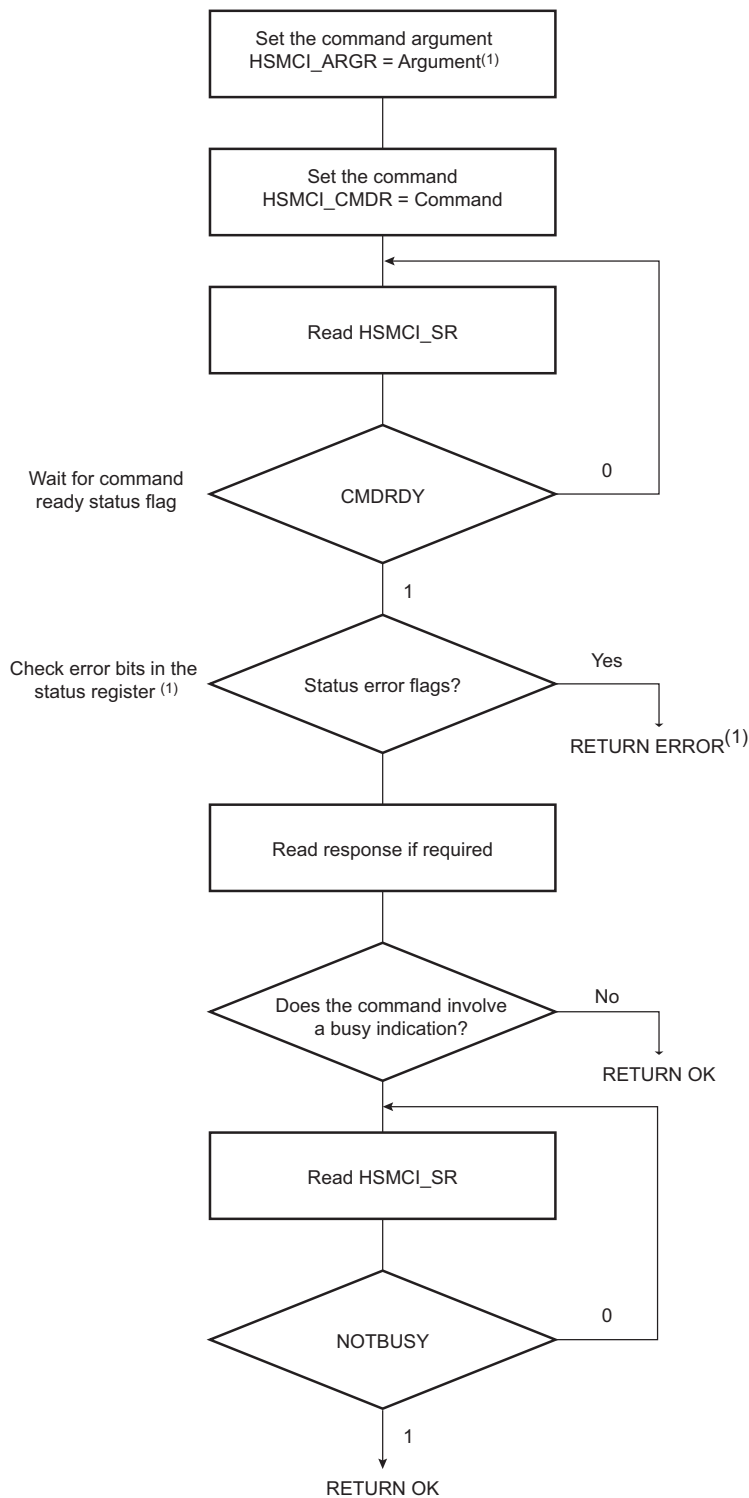 Set the command argument
HSMCI_ARGR = Argument(1)
Set the command
HSMCI_CMDR = Command
Read HSMCI_SR
Wait for command
ready status flag
CMDRDY
0
1
Check error bits in the
status register (1)
Status error flags?
Yes
RETURN ERROR(1)
Read response if required
Does the command involve
a busy indication?
No
RETURN OK
Read HSMCI_SR
NOTBUSY
0
1
RETURN OK